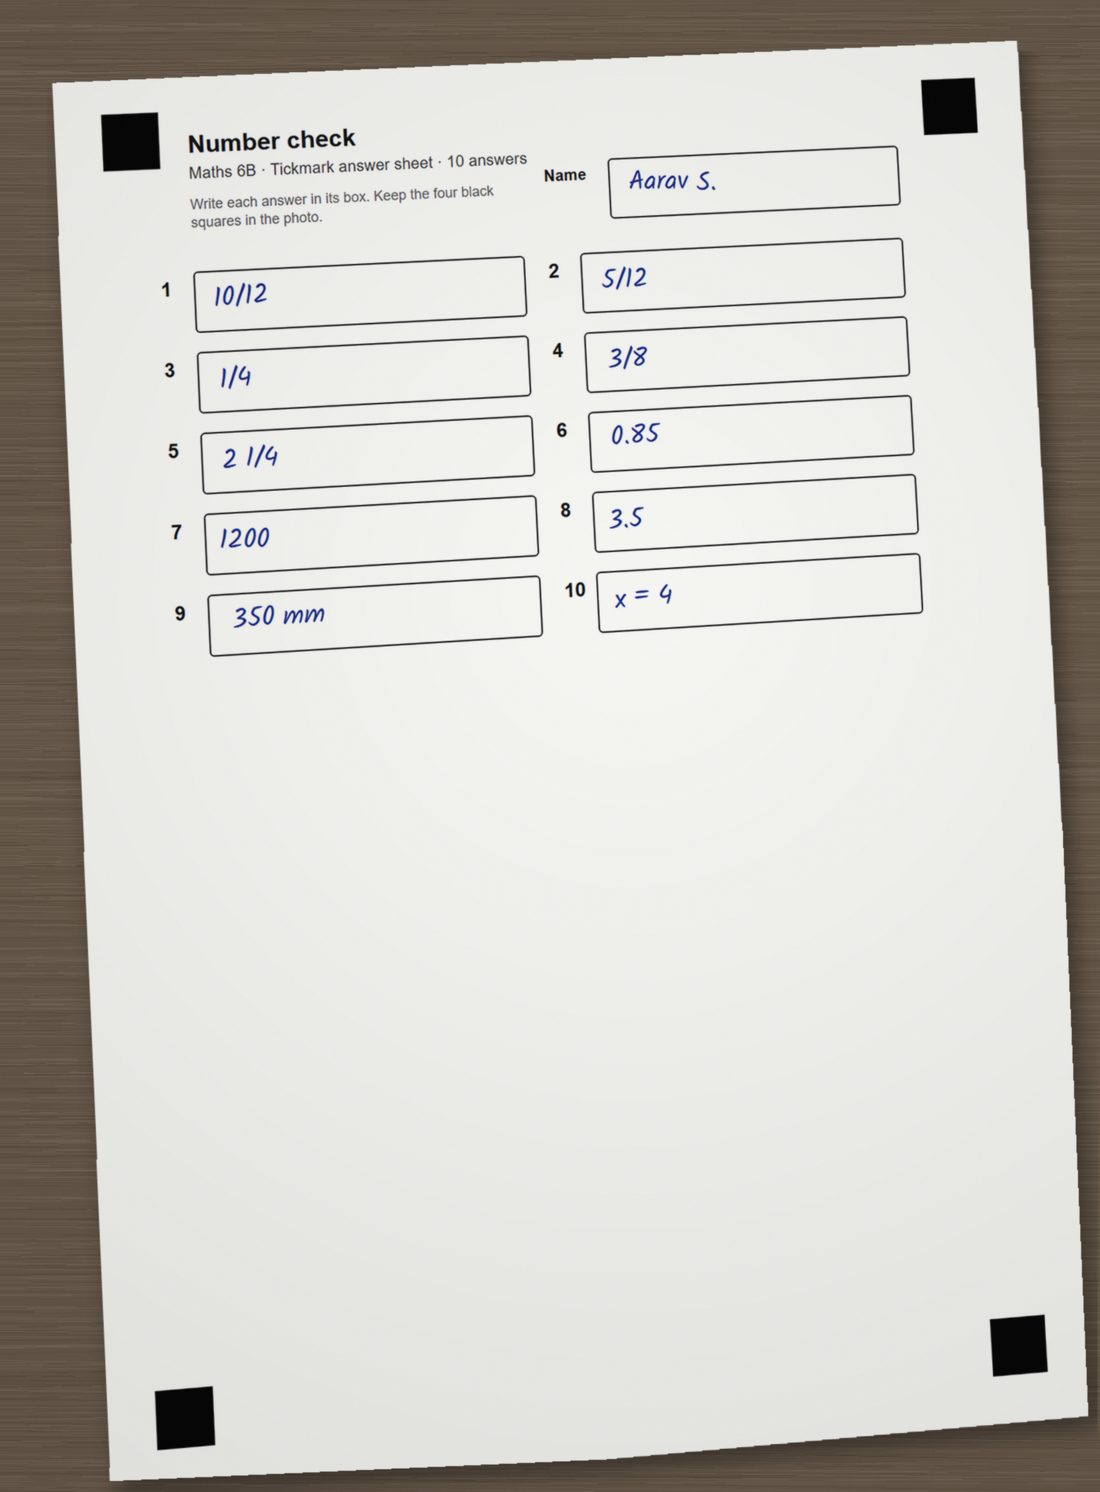 Number check
Maths 6B · Tickmark answer sheet · 10 answers
Write each answer in its box. Keep the four black
squares in the photo.
Name Aarav S.
1 10/12
2 5/12
3 1/4
4 3/8
5 2 1/4
6 0.85
7 1200
8 3.5
9 350 mm
10 x = 4